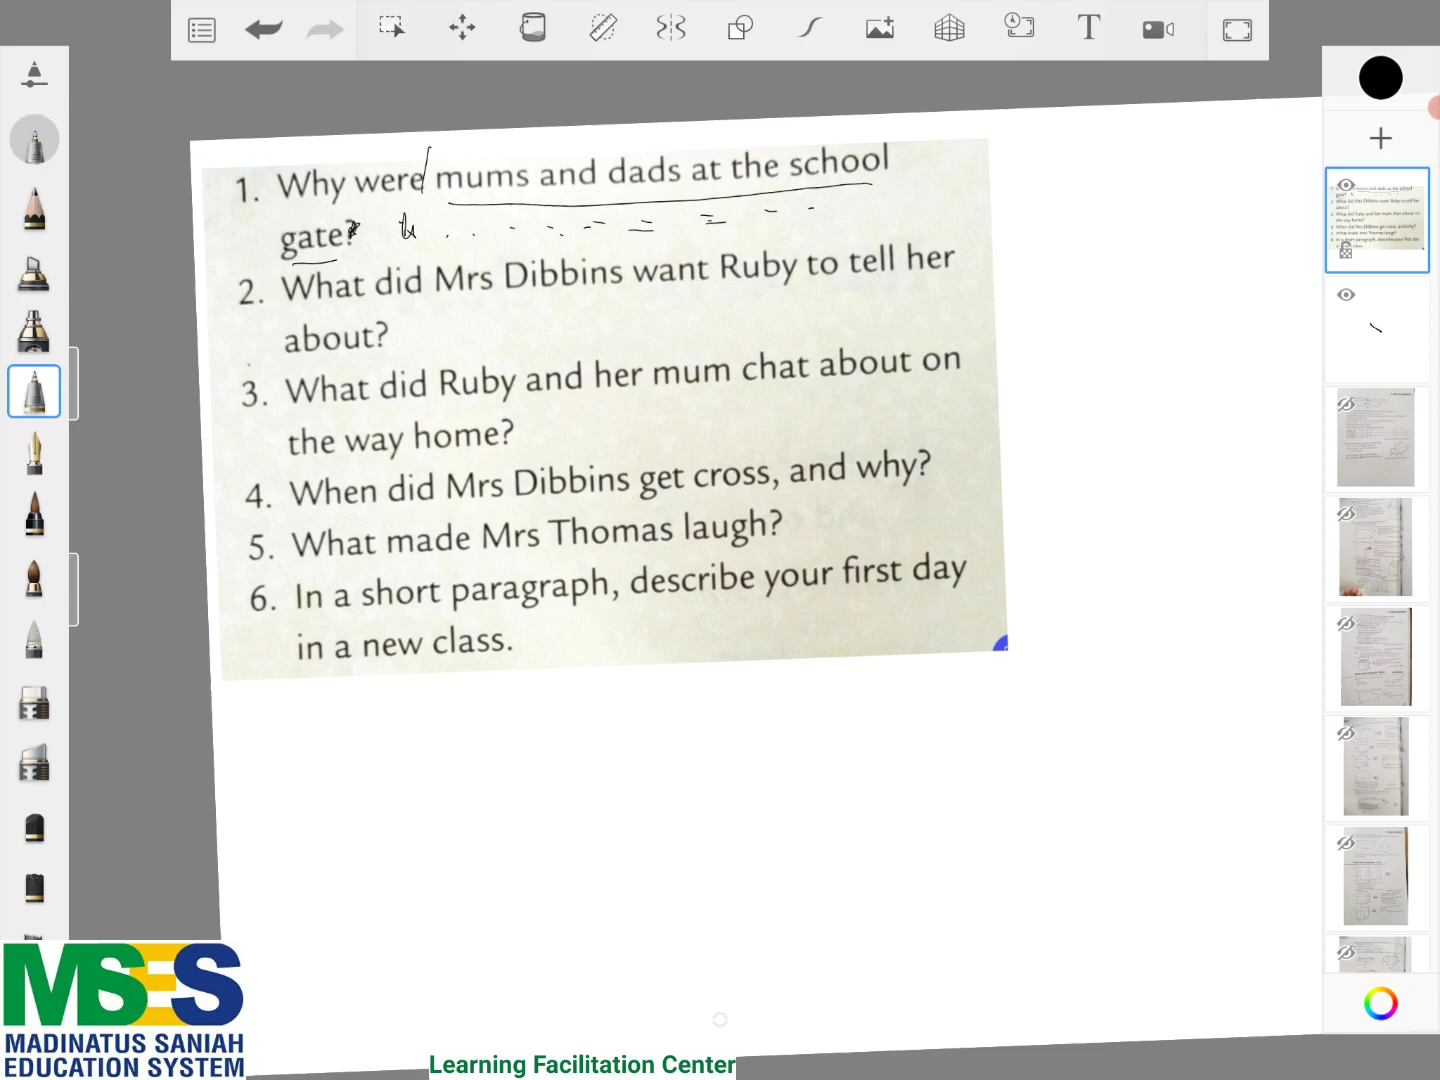 T
1. Why were mums and dads at the school
gate?
2. What did Mrs Dibbins want Ruby to tell her
about?
3. What did Ruby and her mum chat about on
the way home?
4. When did Mrs Dibbins get cross, and why?
5. What made Mrs Thomas laugh?
6. In a short paragraph, describe your first day
in a new class.
MSES
MADINATUS SANIAH
EDUCATION SYSTEM
Learning Facilitation Center